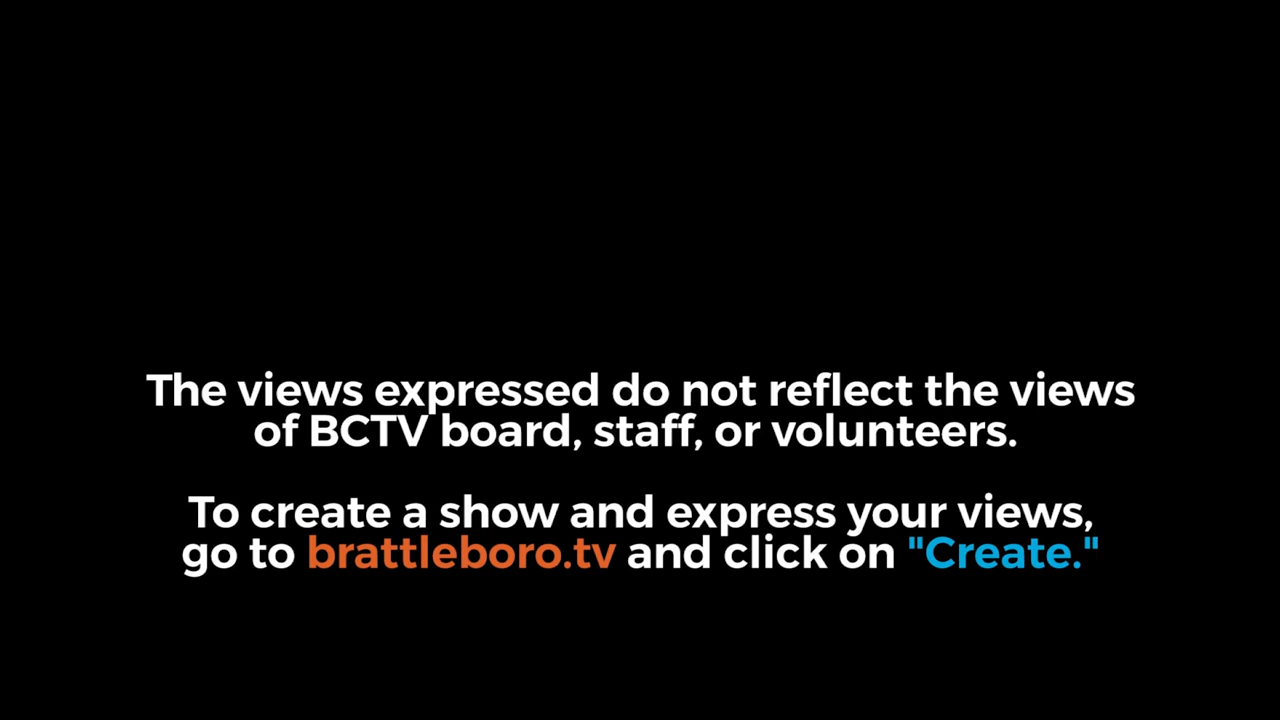 The views expressed do not reflect the views
of BCTV board, staff, or volunteers.
To create a show and express your views,
go to brattleboro.tv and click on "Create."